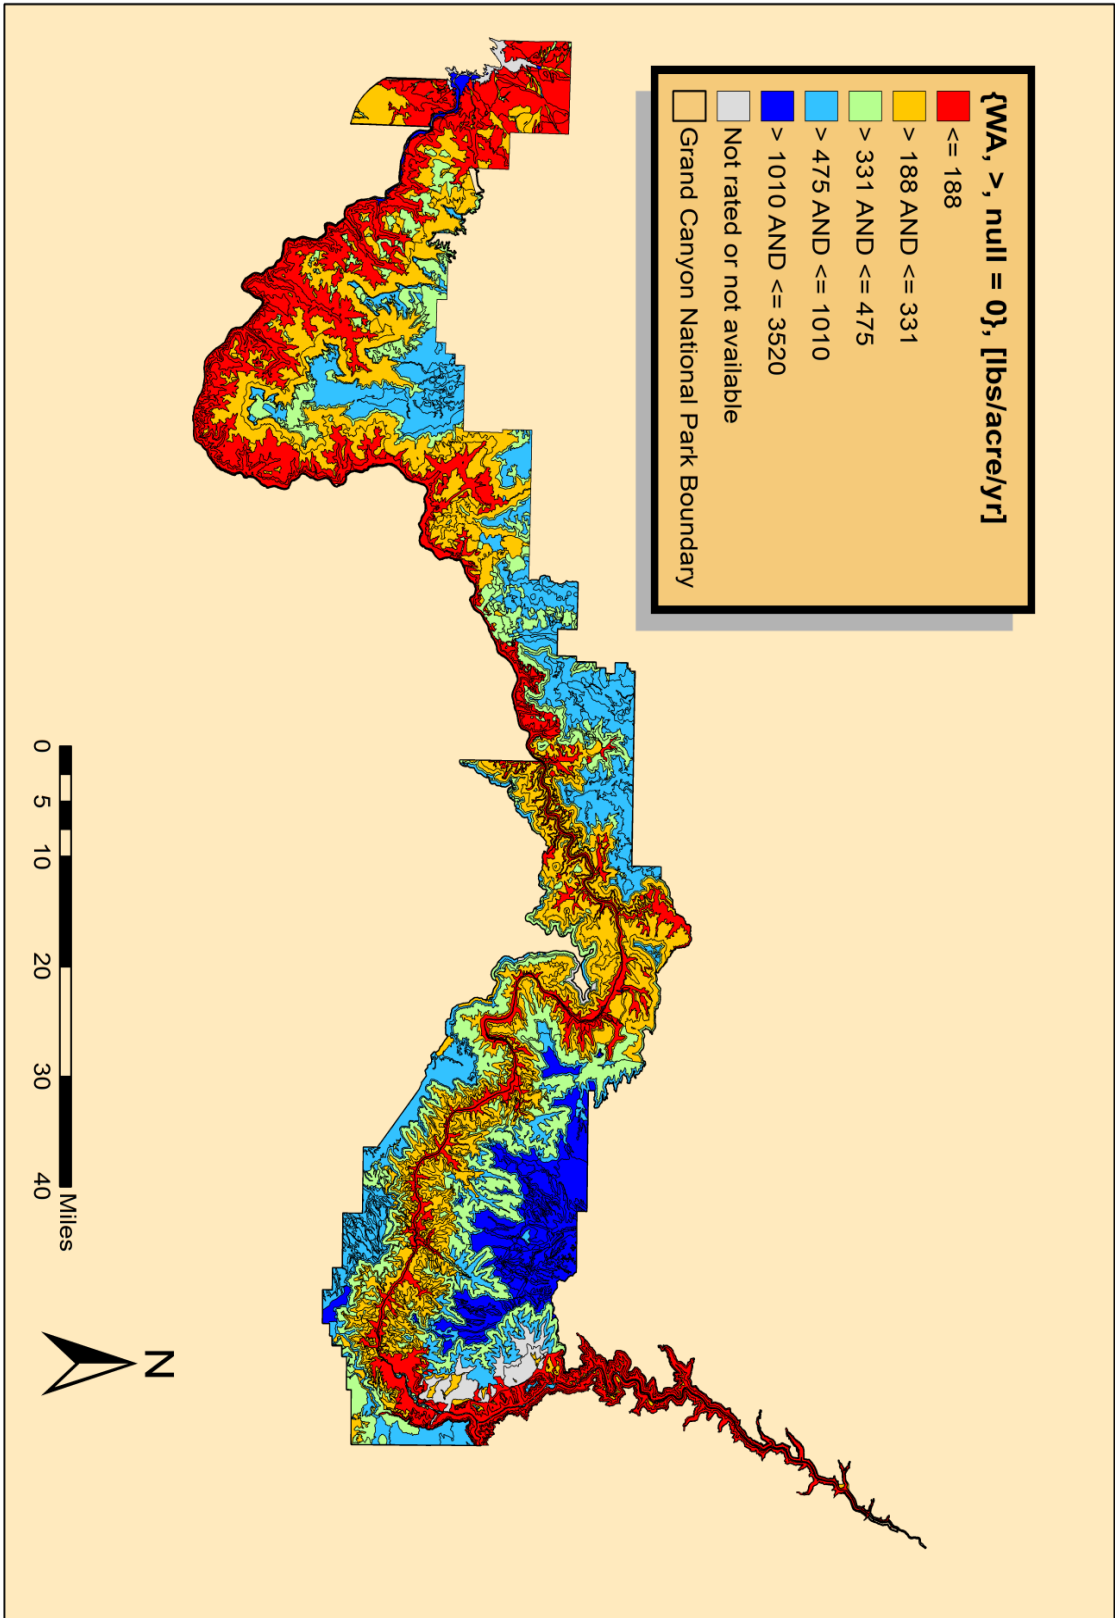 {WA, >, null = 0}, [lbs/acre/yr]
<= 188
> 188 AND <= 331
> 331 AND <= 475
> 475 AND <= 1010
> 1010 AND <= 3520
Not rated or not available
Grand Canyon National Park Boundary
0 5 10 20 30 40
Miles
N